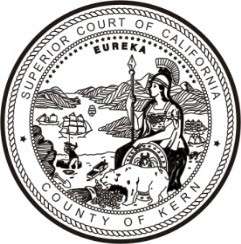 SUPERIOR COURT OF CALIFORNIA
EUREKA
COUNTY OF KERN